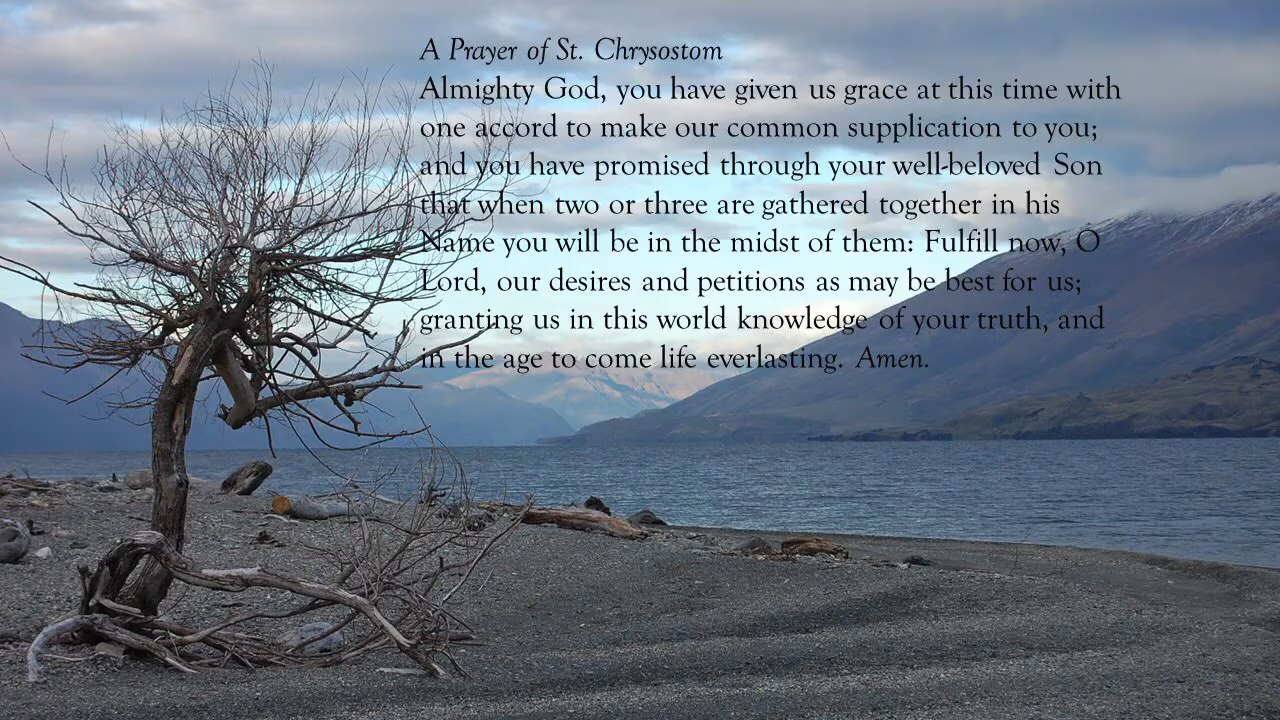 A Prayer of St. Chrysostom
Almighty God, you have given us grace at this time with
one accord to make our common supplication to you;
and you have promised through your well-beloved Son
that when two or three are gathered together in his
Name you will be in the midst of them: Fulfill now, O
Lord, our desires and petitions as may be best for us;
granting us in this world knowledge of your truth, and
in the age to come life everlasting. Amen.